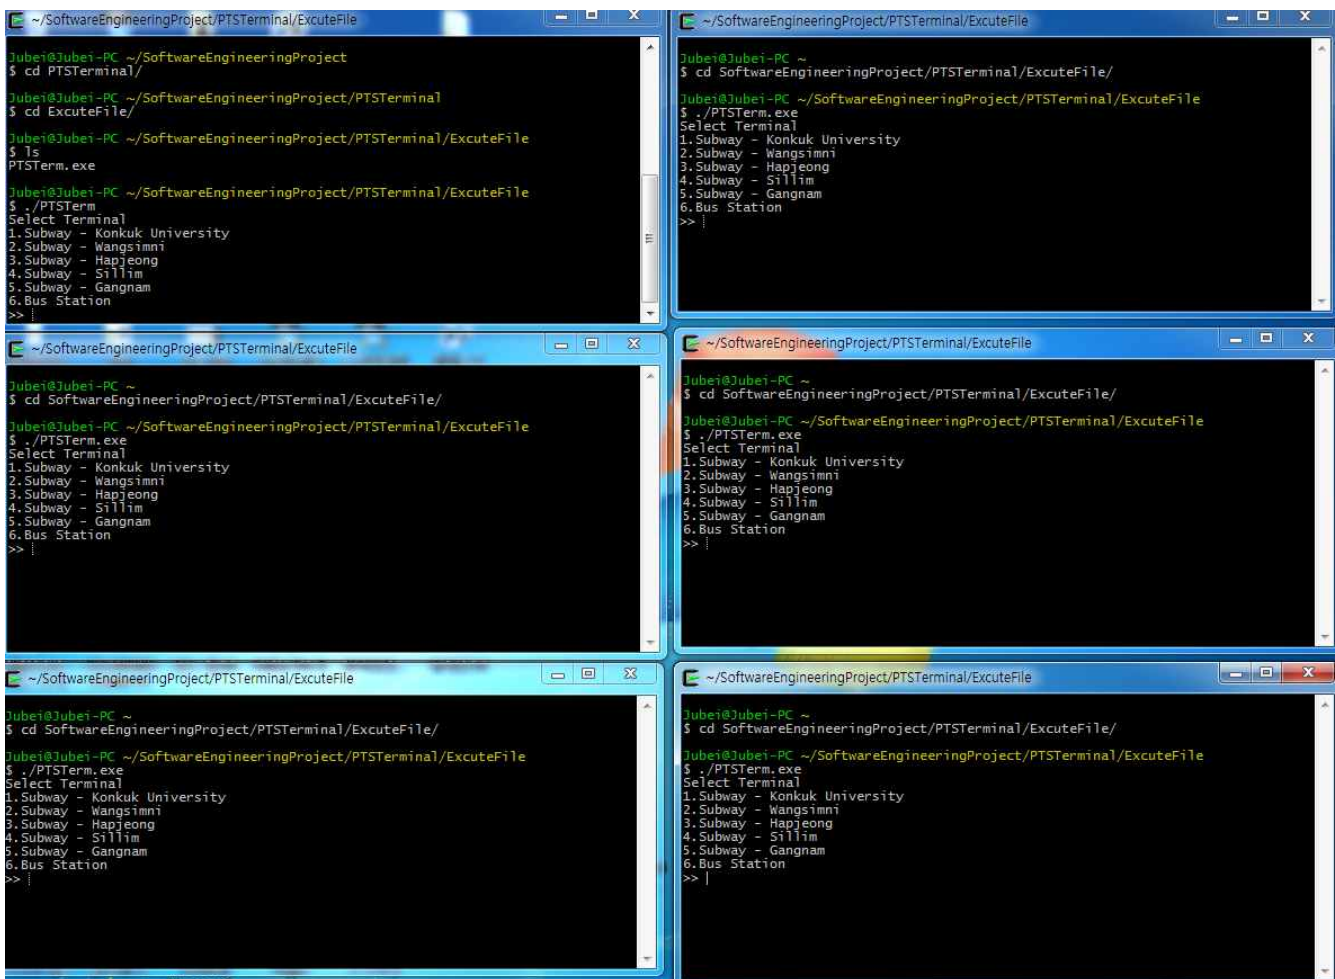 ~/SoftwareEngineeringProject/PTSTerminal/ExcuteFile
Jubei@Jubei-PC ~/SoftwareEngineeringProject
$ cd PTSTerminal/
Jubei@Jubei-PC ~/SoftwareEngineeringProject/PTSTerminal
$ cd ExcuteFile/
Jubei@Jubei-PC ~/SoftwareEngineeringProject/PTSTerminal/ExcuteFile
$ ls
PTSTerm.exe
Jubei@Jubei-PC ~/SoftwareEngineeringProject/PTSTerminal/ExcuteFile
$ ./PTSTerm
Select Terminal
1.Subway - Konkuk University
2.Subway - Wangsimni
3.Subway - Hapjeong
4.Subway - Sillim
5.Subway - Gangnam
6.Bus Station
>>
~/SoftwareEngineeringProject/PTSTerminal/ExcuteFile
Jubei@Jubei-PC ~
$ cd SoftwareEngineeringProject/PTSTerminal/ExcuteFile/
Jubei@Jubei-PC ~/SoftwareEngineeringProject/PTSTerminal/ExcuteFile
$ ./PTSTerm.exe
Select Terminal
1.Subway - Konkuk University
2.Subway - Wangsimni
3.Subway - Hapjeong
4.Subway - Sillim
5.Subway - Gangnam
6.Bus Station
>>
~/SoftwareEngineeringProject/PTSTerminal/ExcuteFile
Jubei@Jubei-PC ~
$ cd SoftwareEngineeringProject/PTSTerminal/ExcuteFile/
Jubei@Jubei-PC ~/SoftwareEngineeringProject/PTSTerminal/ExcuteFile
$ ./PTSTerm.exe
Select Terminal
1.Subway - Konkuk University
2.Subway - Wangsimni
3.Subway - Hapjeong
4.Subway - Sillim
5.Subway - Gangnam
6.Bus Station
>>
~/SoftwareEngineeringProject/PTSTerminal/ExcuteFile
Jubei@Jubei-PC ~
$ cd SoftwareEngineeringProject/PTSTerminal/ExcuteFile/
Jubei@Jubei-PC ~/SoftwareEngineeringProject/PTSTerminal/ExcuteFile
$ ./PTSTerm.exe
Select Terminal
1.Subway - Konkuk University
2.Subway - Wangsimni
3.Subway - Hapjeong
4.Subway - Sillim
5.Subway - Gangnam
6.Bus Station
>>
~/SoftwareEngineeringProject/PTSTerminal/ExcuteFile
Jubei@Jubei-PC ~
$ cd SoftwareEngineeringProject/PTSTerminal/ExcuteFile/
Jubei@Jubei-PC ~/SoftwareEngineeringProject/PTSTerminal/ExcuteFile
$ ./PTSTerm.exe
Select Terminal
1.Subway - Konkuk University
2.Subway - Wangsimni
3.Subway - Hapjeong
4.Subway - Sillim
5.Subway - Gangnam
6.Bus Station
>>
~/SoftwareEngineeringProject/PTSTerminal/ExcuteFile
Jubei@Jubei-PC ~
$ cd SoftwareEngineeringProject/PTSTerminal/ExcuteFile/
Jubei@Jubei-PC ~/SoftwareEngineeringProject/PTSTerminal/ExcuteFile
$ ./PTSTerm.exe
Select Terminal
1.Subway - Konkuk University
2.Subway - Wangsimni
3.Subway - Hapjeong
4.Subway - Sillim
5.Subway - Gangnam
6.Bus Station
>>